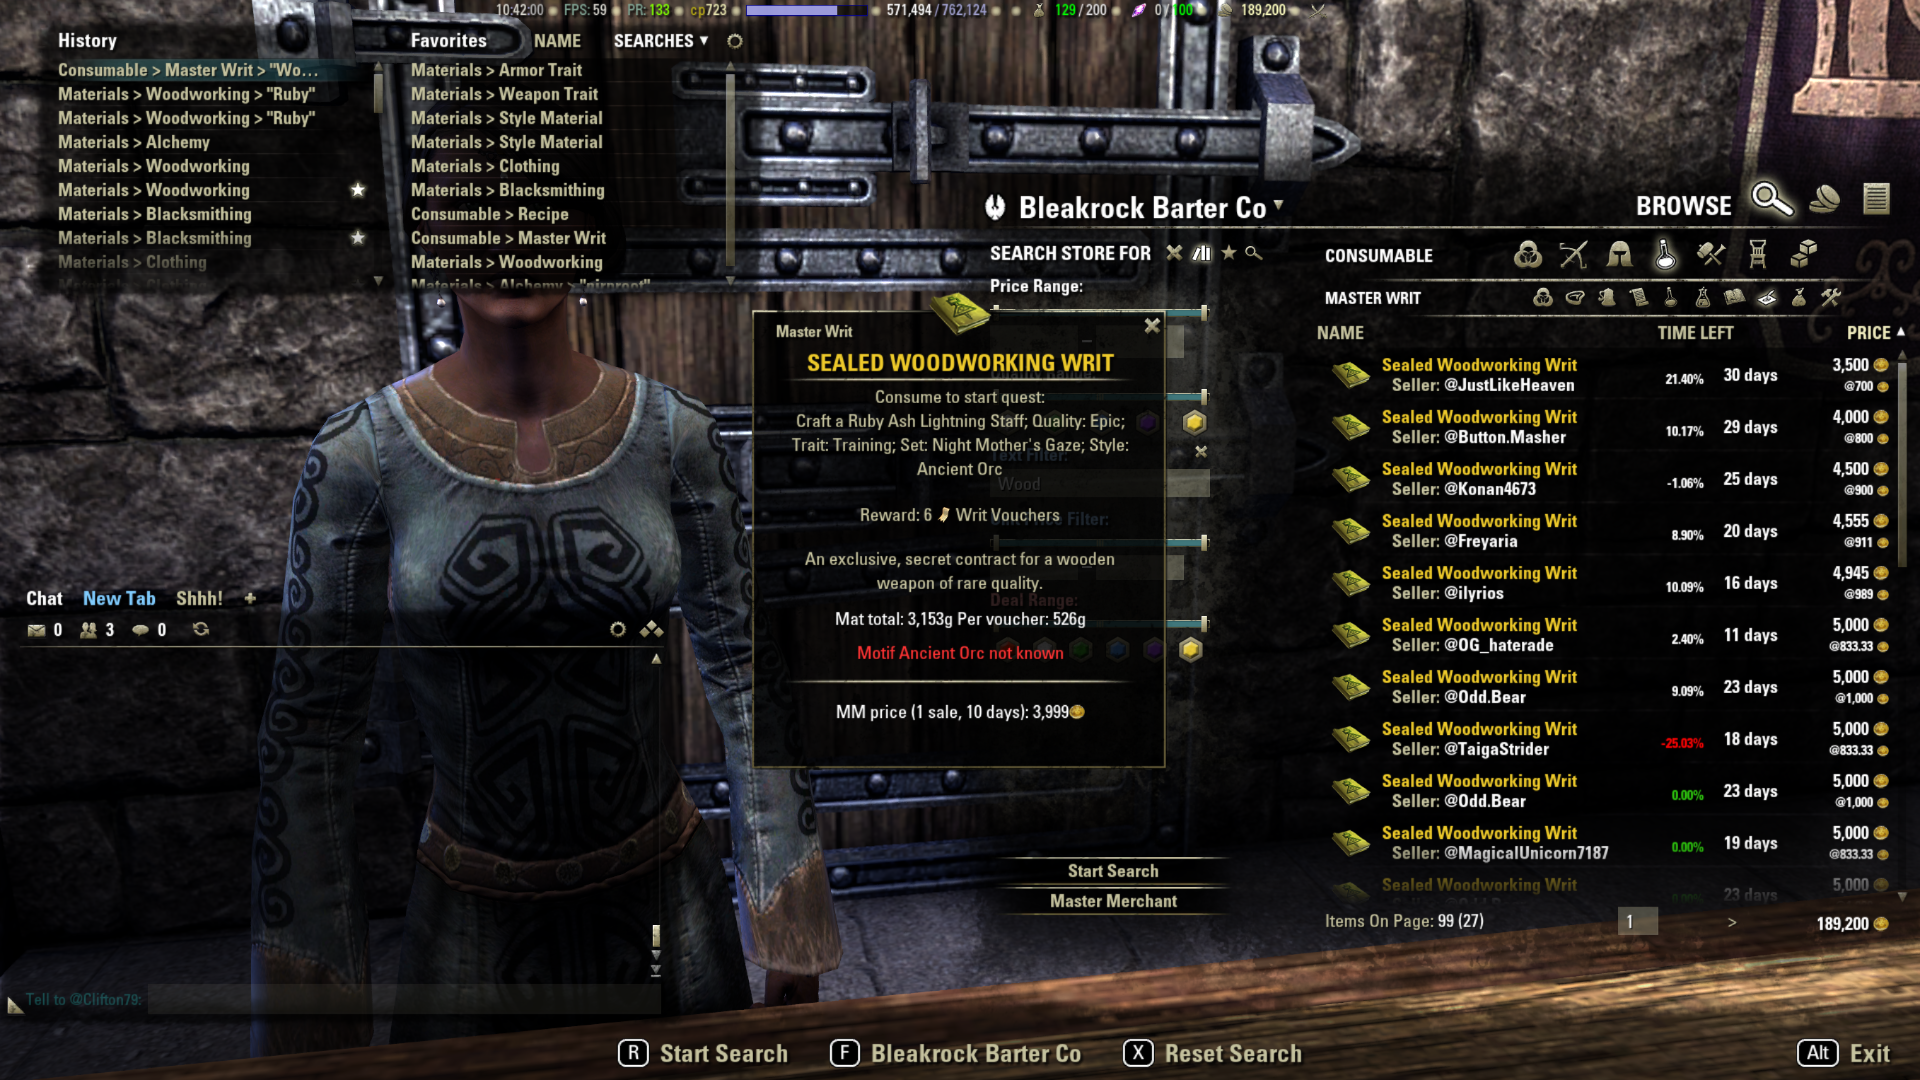 10:42:00 FPS: 59 PR: 133 cp723 571,494 / 762,124 129 / 200 0 / 100 189,200
History
Consumable > Master Writ > "Wo...
Materials > Woodworking > "Ruby"
Materials > Woodworking > "Ruby"
Materials > Alchemy
Materials > Woodworking
Materials > Woodworking
Materials > Blacksmithing
Materials > Blacksmithing
Materials > Clothing
Favorites NAME SEARCHES
Materials > Armor Trait
Materials > Weapon Trait
Materials > Style Material
Materials > Style Material
Materials > Clothing
Materials > Blacksmithing
Consumable > Recipe
Consumable > Master Writ
Materials > Woodworking
Materials > Alchemy > "nirnroot"
Bleakrock Barter Co
BROWSE
SEARCH STORE FOR
Price Range:
Text Filter:
Wood
Deal Range:
Master Writ
SEALED WOODWORKING WRIT
Consume to start quest:
Craft a Ruby Ash Lightning Staff; Quality: Epic;
Trait: Training; Set: Night Mother's Gaze; Style:
Ancient Orc
Reward: 6 Writ Vouchers
An exclusive, secret contract for a wooden
weapon of rare quality.
Mat total: 3,153g Per voucher: 526g
Motif Ancient Orc not known
MM price (1 sale, 10 days): 3,999
Start Search
Master Merchant
CONSUMABLE
MASTER WRIT
NAME TIME LEFT PRICE
Sealed Woodworking Writ 3,500
Seller: @JustLikeHeaven 21.40% 30 days @700
Sealed Woodworking Writ 4,000
Seller: @Button.Masher 10.17% 29 days @800
Sealed Woodworking Writ 4,500
Seller: @Konan4673 -1.06% 25 days @900
Sealed Woodworking Writ 4,555
Seller: @Freyaria 8.90% 20 days @911
Sealed Woodworking Writ 4,945
Seller: @ilyrios 10.09% 16 days @989
Sealed Woodworking Writ 5,000
Seller: @OG_haterade 2.40% 11 days @833.33
Sealed Woodworking Writ 5,000
Seller: @Odd.Bear 9.09% 23 days @1,000
Sealed Woodworking Writ 5,000
Seller: @TaigaStrider -25.03% 18 days @833.33
Sealed Woodworking Writ 5,000
Seller: @Odd.Bear 0.00% 23 days @1,000
Sealed Woodworking Writ 5,000
Seller: @MagicalUnicorn7187 0.00% 19 days @833.33
Sealed Woodworking Writ 5,000
23 days
Items On Page: 99 (27) 1 > 189,200
Chat New Tab Shhh! +
0 3 0
Tell to @Clifton79:
R Start Search F Bleakrock Barter Co X Reset Search Alt Exit